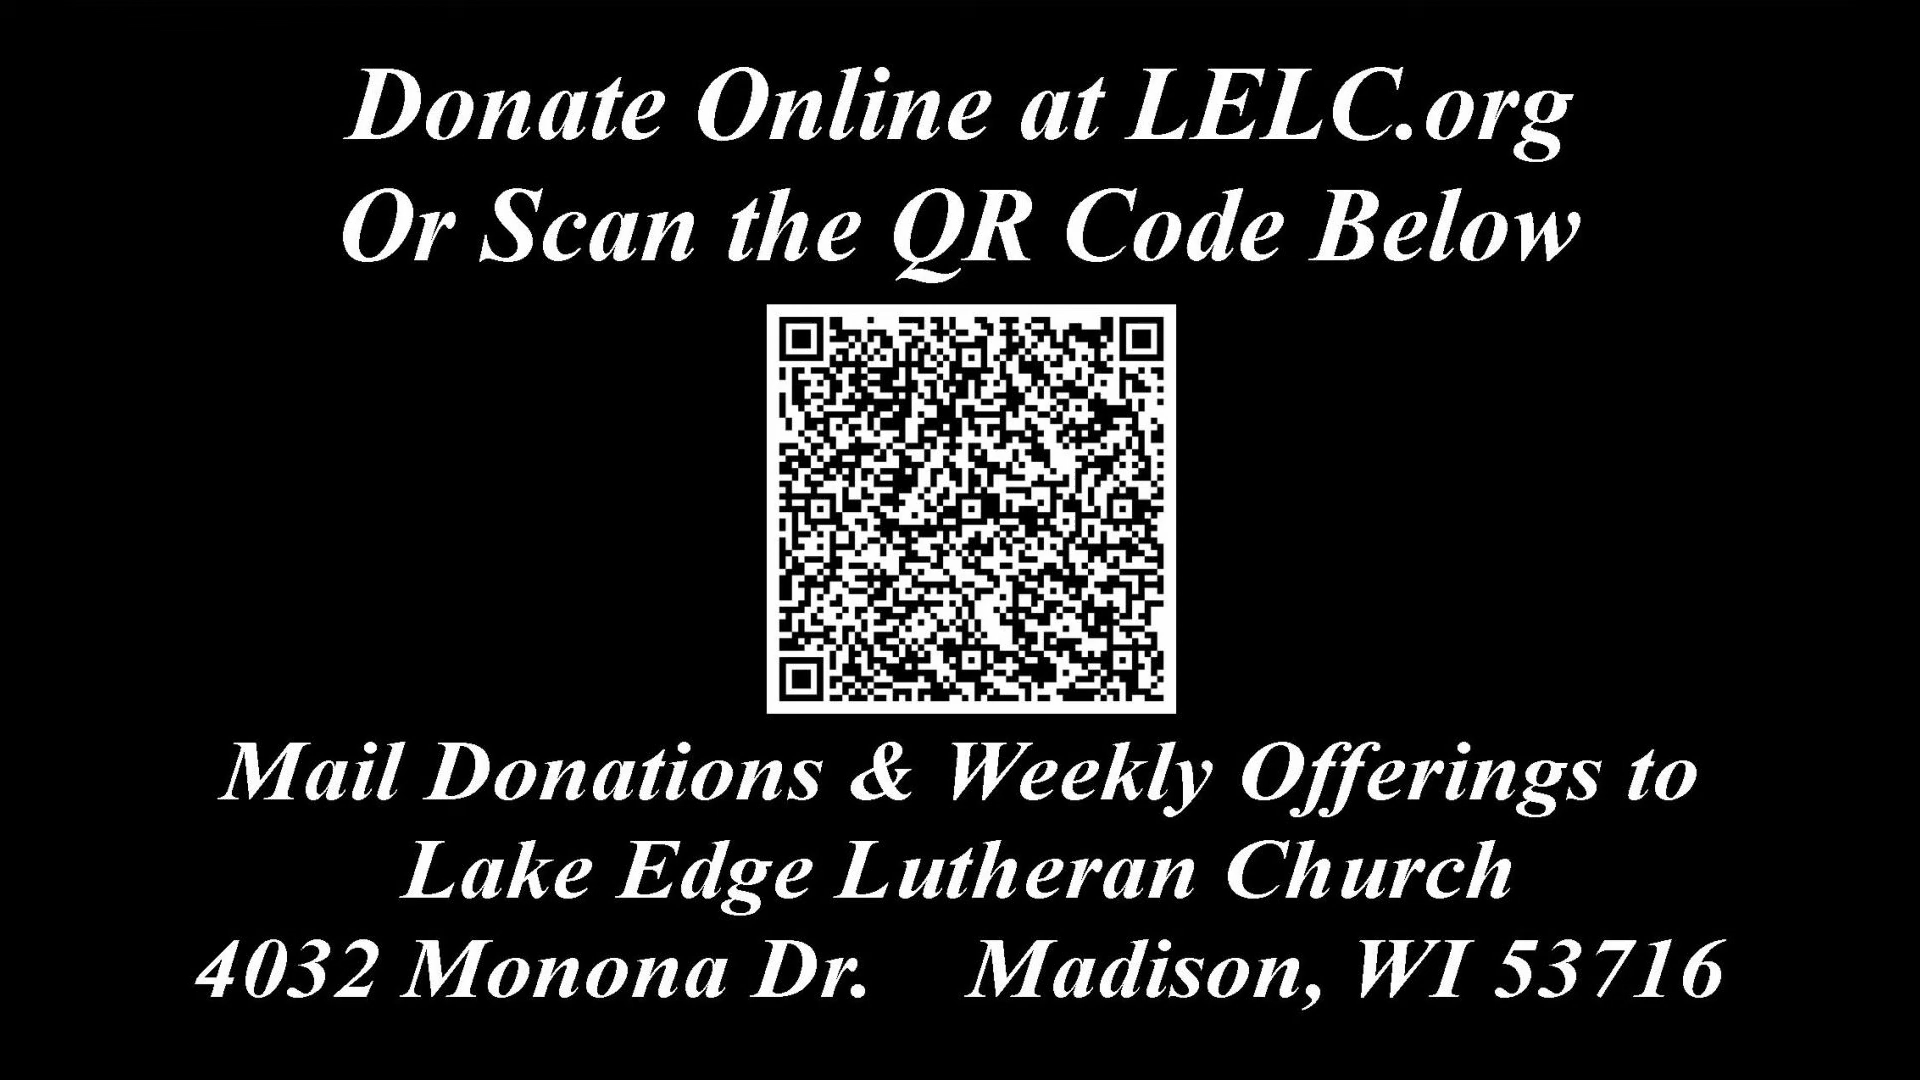 Donate Online at LELC.org
Or Scan the QR Code Below
Mail Donations & Weekly Offerings to
Lake Edge Lutheran Church
4032 Monona Dr. Madison, WI 53716